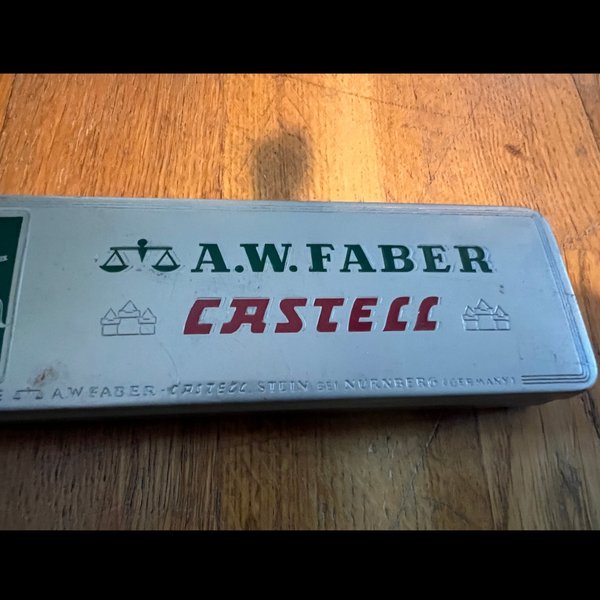 A.W.FABER
CASTELL
A.W.FABER-CASTELL, STEIN BEI NÜRNBERG (GERMANY)